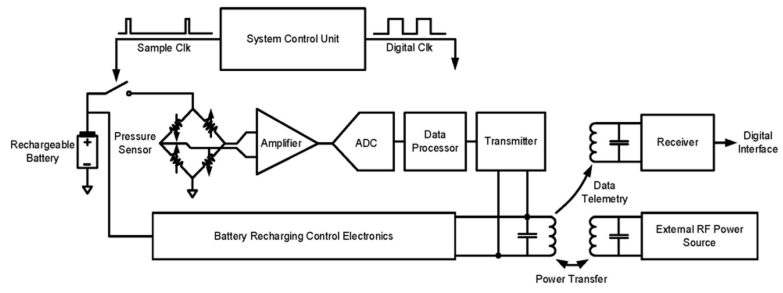 System Control Unit
Sample Clk
Digital Clk
Rechargeable
Battery
+
-
Pressure
Sensor
Amplifier
ADC
Data
Processor
Transmitter
Receiver
Digital
Interface
Data
Telemetry
Battery Recharging Control Electronics
External RF Power
Source
Power Transfer